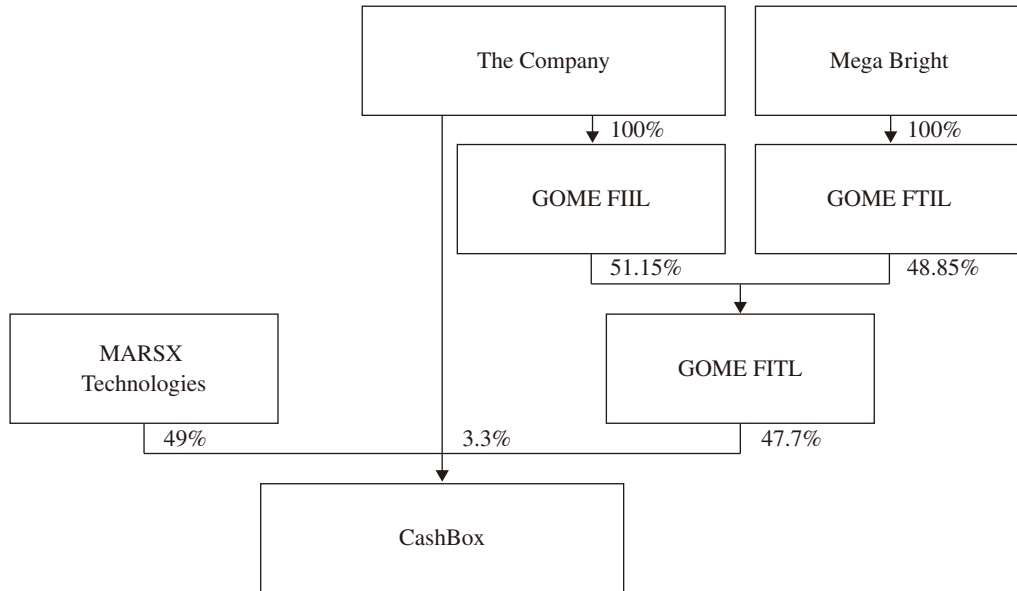 The Company
Mega Bright
100%
100%
GOME FIIL
GOME FTIL
51.15%
48.85%
MARSX
Technologies
GOME FITL
49%
3.3%
47.7%
CashBox